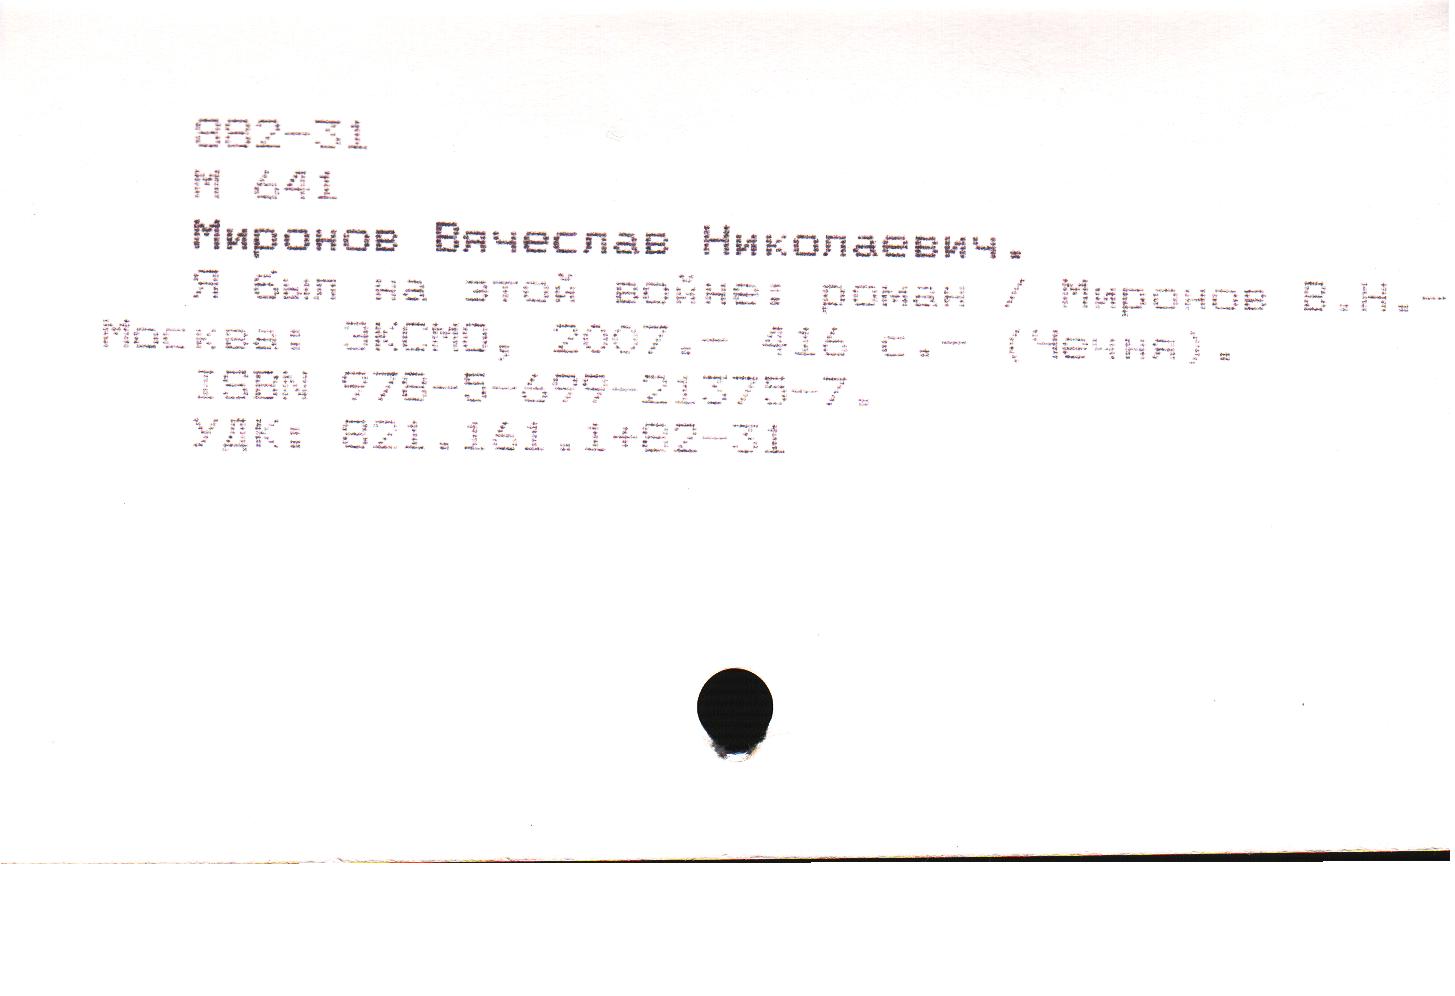 882-31
М 641
Миронов Вячеслав Николаевич.
Я был на этой войне: роман / Миронов В.Н.-
Москва: ЭКСМО, 2007.- 416 с.- (Чечня).
ISBN 978-5-699-21375-7.
УДК: 821.161.1+82-31